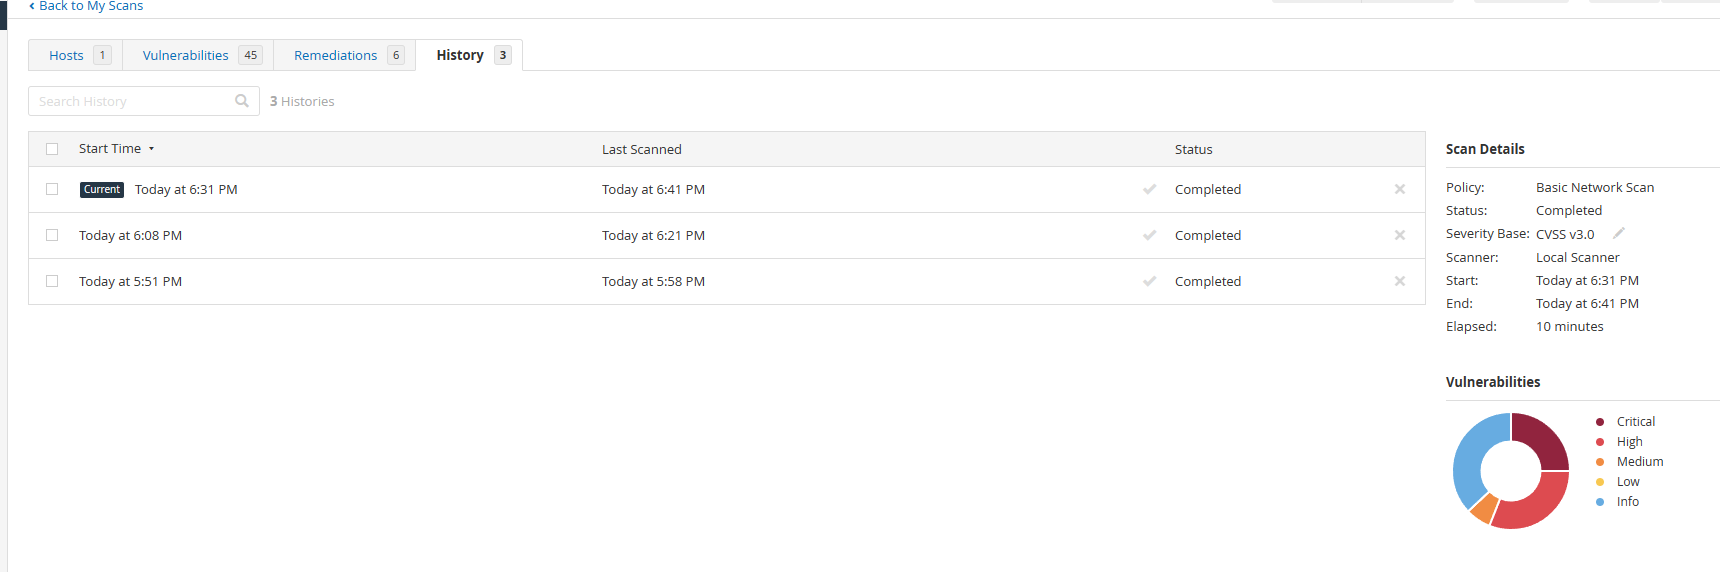 Back to My Scans
Hosts 1 Vulnerabilities 45 Remediations 6 History 3
Search History 3 Histories
Start Time Last Scanned Status
Current Today at 6:31 PM Today at 6:41 PM Completed
Today at 6:08 PM Today at 6:21 PM Completed
Today at 5:51 PM Today at 5:58 PM Completed
Scan Details
Policy: Basic Network Scan
Status: Completed
Severity Base: CVSS v3.0
Scanner: Local Scanner
Start: Today at 6:31 PM
End: Today at 6:41 PM
Elapsed: 10 minutes
Vulnerabilities
Critical
High
Medium
Low
Info